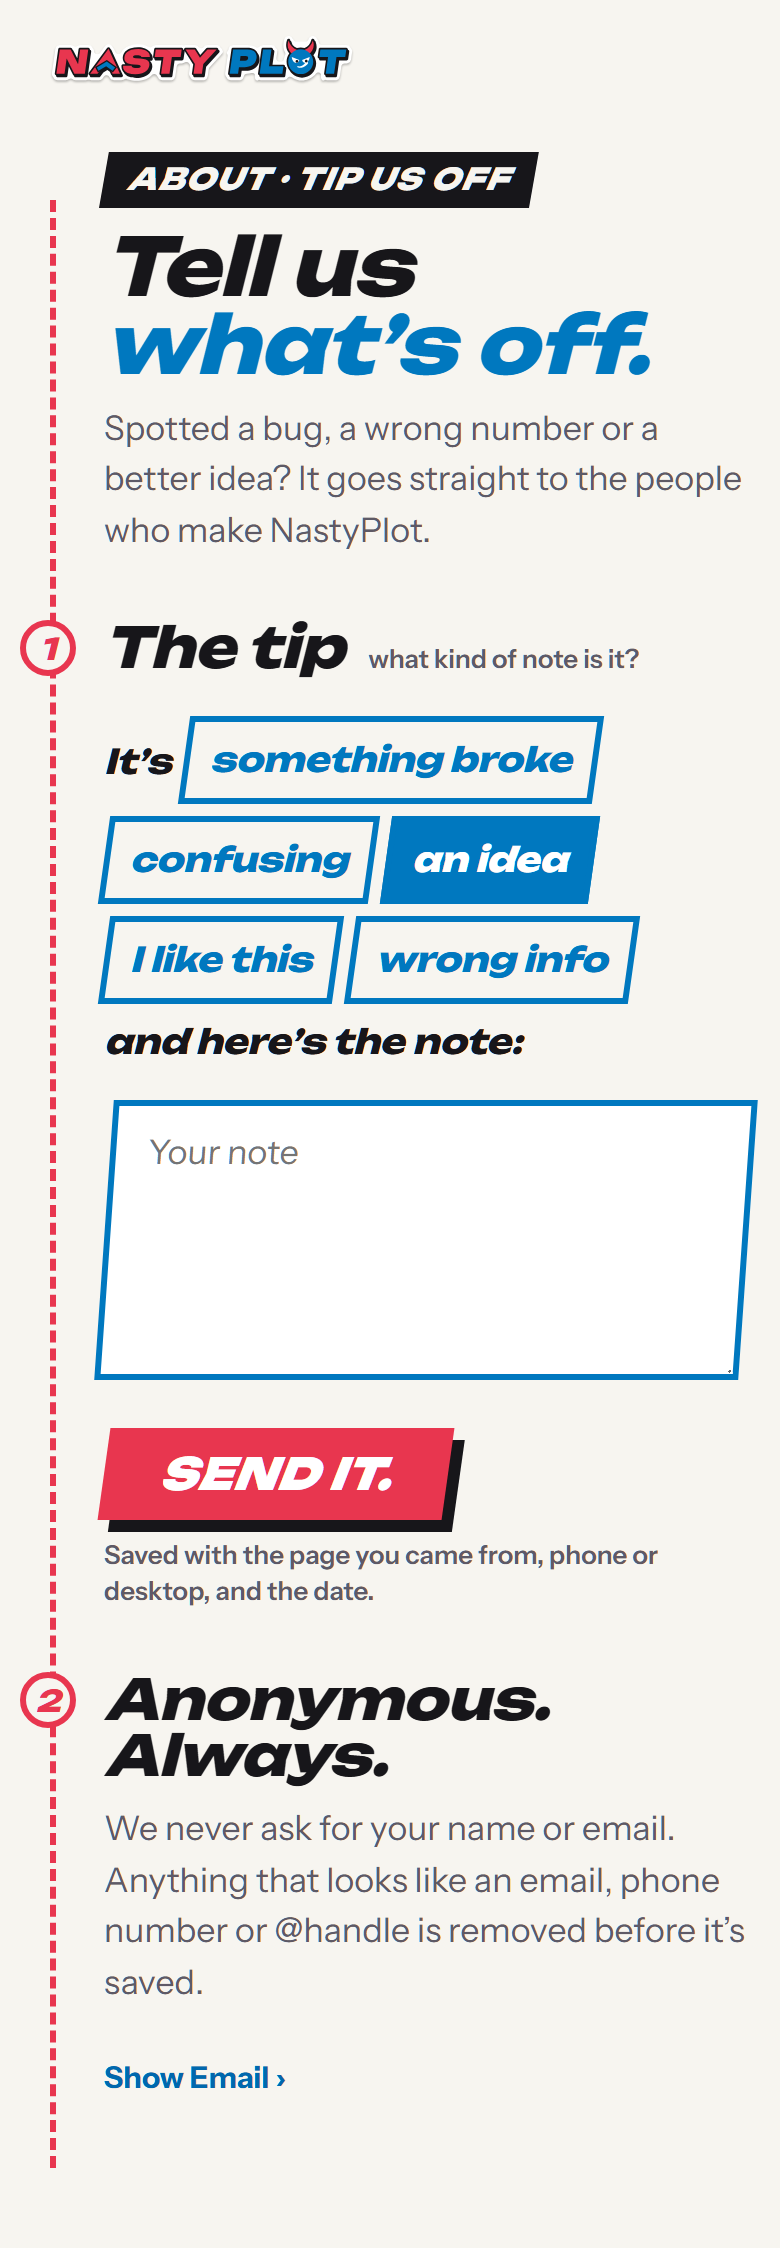 NASTY PLOT
ABOUT · TIP US OFF
Tell us
what’s off.
Spotted a bug, a wrong number or a
better idea? It goes straight to the people
who make NastyPlot.
1 The tip what kind of note is it?
It’s something broke
confusing an idea
I like this wrong info
and here’s the note:
Your note
SEND IT.
Saved with the page you came from, phone or
desktop, and the date.
2 Anonymous.
Always.
We never ask for your name or email.
Anything that looks like an email, phone
number or @handle is removed before it’s
saved.
Show Email ›